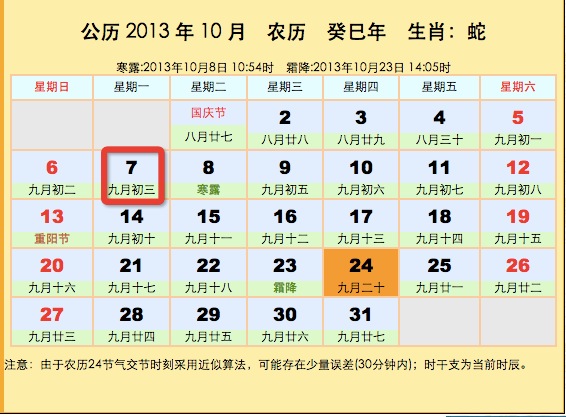 公历 2013 年 10 月 农历 癸巳年 生肖：蛇
寒露:2013年10月8日 10:54时 霜降:2013年10月23日 14:05时
星期日 星期一 星期二 星期三 星期四 星期五 星期六
国庆节 2 3 4 5
八月廿七 八月廿八 八月廿九 八月三十 九月初一
6 7 8 9 10 11 12
九月初二 九月初三 寒露 九月初五 九月初六 九月初七 九月初八
13 14 15 16 17 18 19
重阳节 九月初十 九月十一 九月十二 九月十三 九月十四 九月十五
20 21 22 23 24 25 26
九月十六 九月十七 九月十八 霜降 九月二十 九月廿一 九月廿二
27 28 29 30 31
九月廿三 九月廿四 九月廿五 九月廿六 九月廿七
注意：由于农历24节气交节时刻采用近似算法，可能存在少量误差(30分钟内)；时干支为当前时辰。